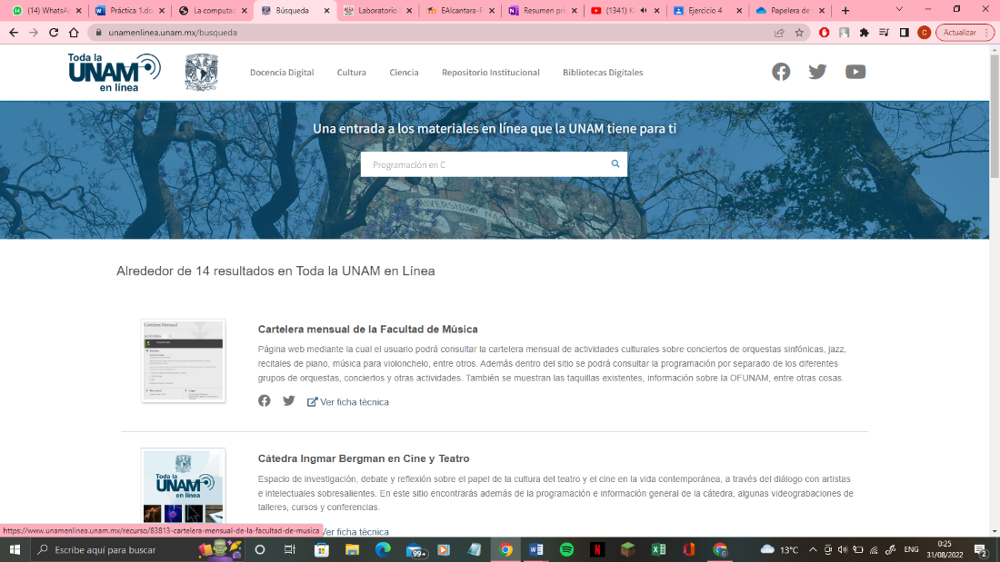 (14) WhatsAp
Práctica 1.do
La computac
Búsqueda
Laboratorio
EAlcantara-F
Resumen pri
(1341) K
Ejercicio 4
Papelera de
unamenlinea.unam.mx/busqueda
Actualizar
Toda la
UNAM
en línea
Docencia Digital
Cultura
Ciencia
Repositorio Institucional
Bibliotecas Digitales
Una entrada a los materiales en línea que la UNAM tiene para ti
Programación en C
Alrededor de 14 resultados en Toda la UNAM en Línea
Cartelera Mensual
Cartelera mensual de la Facultad de Música
Página web mediante la cual el usuario podrá consultar la cartelera mensual de actividades culturales sobre conciertos de orquestas sinfónicas, jazz,
recitales de piano, música para violonchelo, entre otros. Además dentro del sitio se podrá consultar la programación por separado de los diferentes
grupos de orquestas, conciertos y otras actividades. También se muestran las taquillas existentes, información sobre la OFUNAM, entre otras cosas.
Ver ficha técnica
Toda la
UNAM
en línea
Cátedra Ingmar Bergman en Cine y Teatro
Espacio de investigación, debate y reflexión sobre el papel de la cultura del teatro y el cine en la vida contemporánea, a través del diálogo con artistas
e intelectuales sobresalientes. En este sitio encontrarás además de la programación e información general de la cátedra, algunas videograbaciones de
talleres, cursos y conferencias.
Ver ficha técnica
https://www.unamenlinea.unam.mx/recurso/83813-cartelera-mensual-de-la-facultad-de-musica
Escribe aquí para buscar
99+
13°C
ENG
0:25
31/08/2022
2